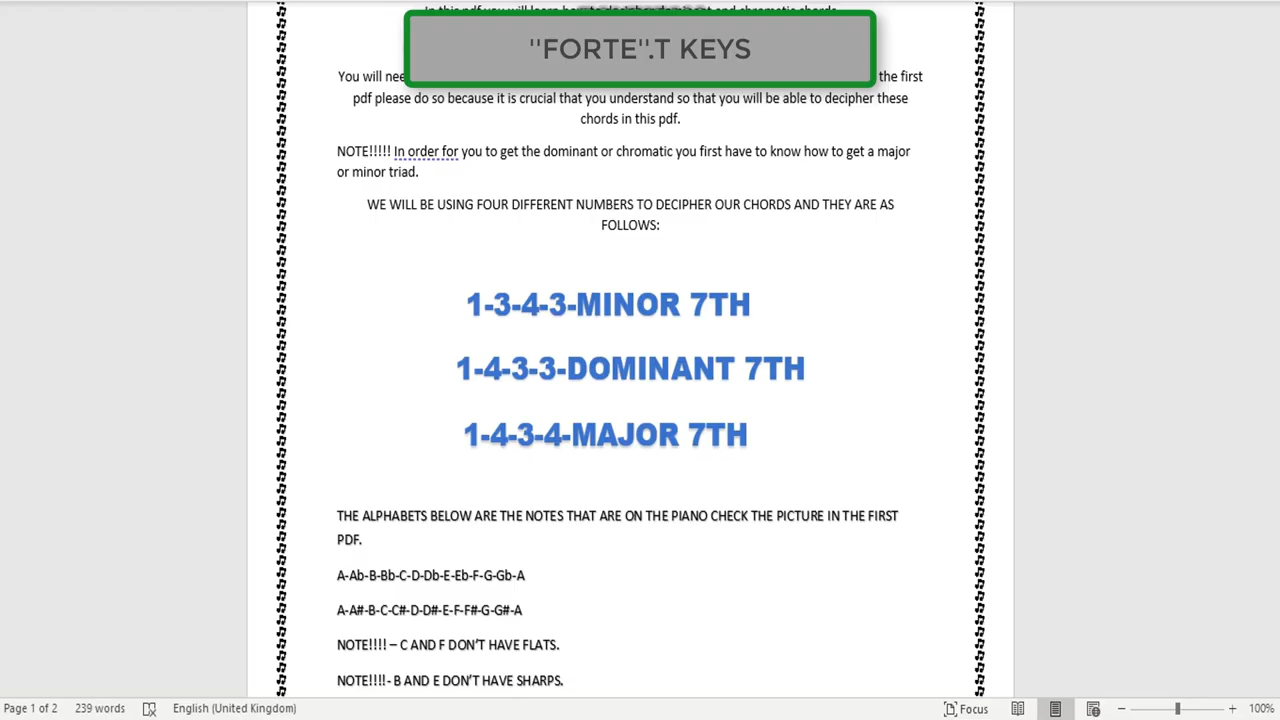 In this pdf you will learn how to decipher dominant and chromatic chords
"FORTE".T KEYS
You will nee the first
pdf please do so because it is crucial that you understand so that you will be able to decipher these
chords in this pdf.
NOTE!!!!! In order for you to get the dominant or chromatic you first have to know how to get a major
or minor triad.
WE WILL BE USING FOUR DIFFERENT NUMBERS TO DECIPHER OUR CHORDS AND THEY ARE AS
FOLLOWS:
1-3-4-3-MINOR 7TH
1-4-3-3-DOMINANT 7TH
1-4-3-4-MAJOR 7TH
THE ALPHABETS BELOW ARE THE NOTES THAT ARE ON THE PIANO CHECK THE PICTURE IN THE FIRST
PDF.
A-Ab-B-Bb-C-D-Db-E-Eb-F-G-Gb-A
A-A#-B-C-C#-D-D#-E-F-F#-G-G#-A
NOTE!!!! – C AND F DON'T HAVE FLATS.
NOTE!!!!- B AND E DON'T HAVE SHARPS.
Page 1 of 2 239 words English (United Kingdom) Focus 100%